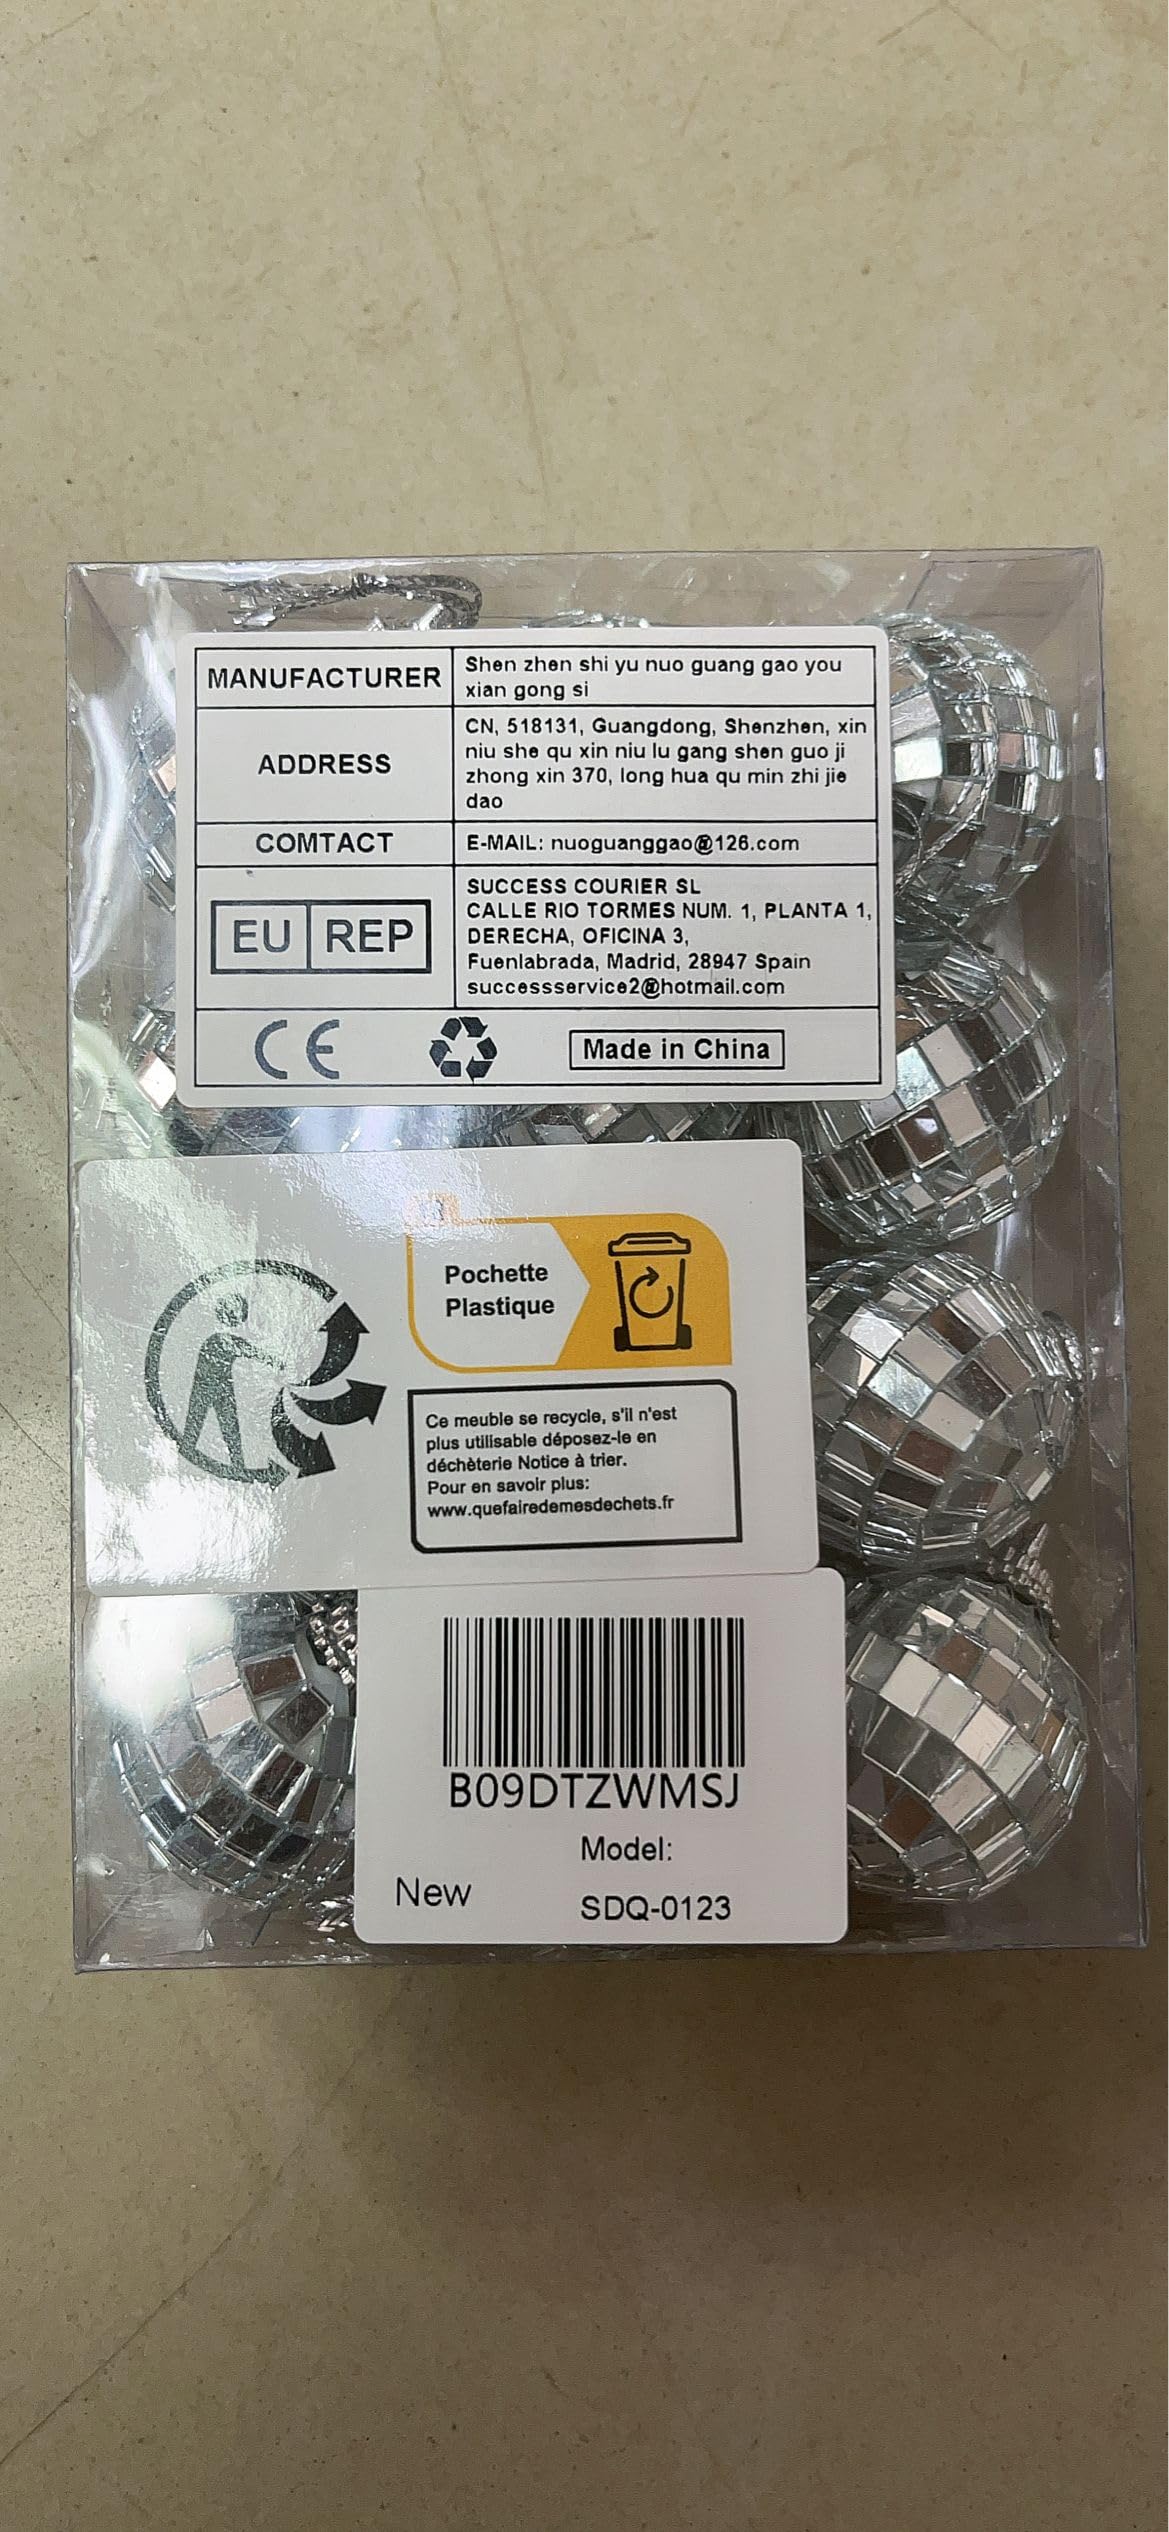 MANUFACTURER
Shen zhen shi yu nuo guang gao you
xian gong si
ADDRESS
CN, 518131, Guangdong, Shenzhen, xin
niu she qu xin niu lu gang shen guo ji
zhong xin 370, long hua qu min zhi jie
dao
COMTACT
E-MAIL: nuoguanggao@126.com
EU REP
SUCCESS COURIER SL
CALLE RIO TORMES NUM. 1, PLANTA 1,
DERECHA, OFICINA 3,
Fuenlabrada, Madrid, 28947 Spain
successservice2@hotmail.com
CE
Made in China
Pochette
Plastique
Ce meuble se recycle, s'il n'est
plus utilisable déposez-le en
déchèterie Notice à trier.
Pour en savoir plus:
www.quefairedemesdechets.fr
B09DTZWMSJ
Model:
New
SDQ-0123